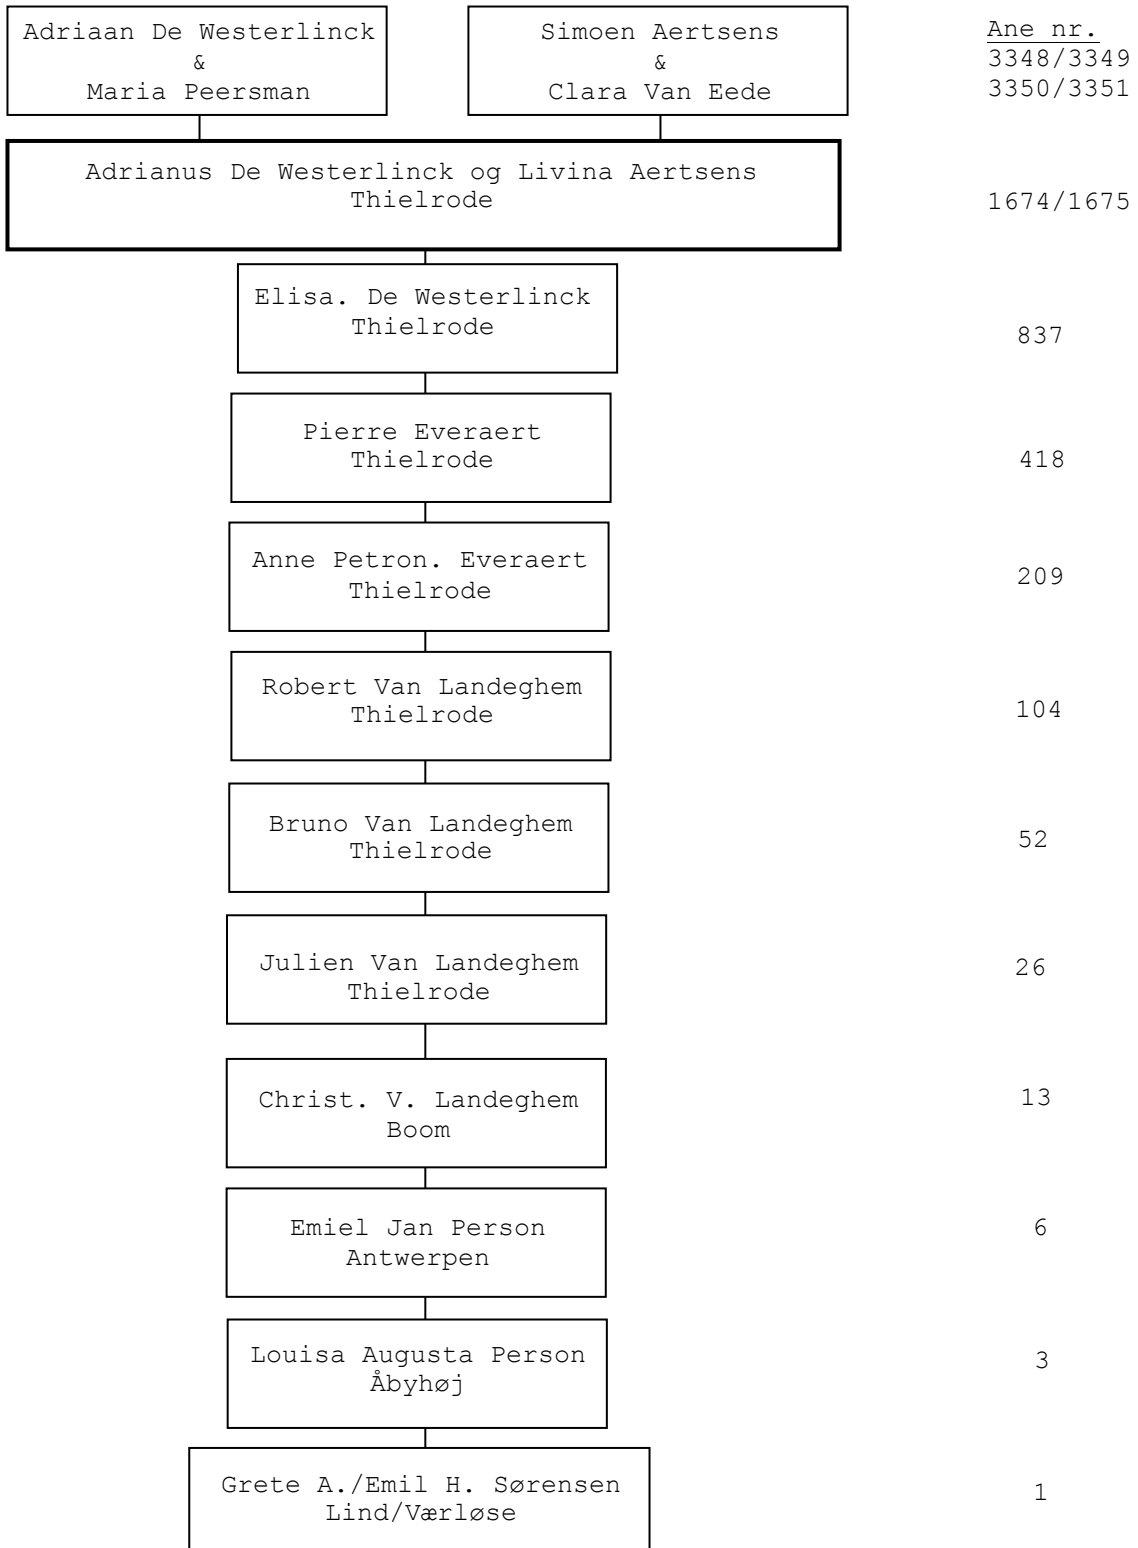 Adriaan De Westerlinck
&
Maria Peersman
Simoen Aertsens
&
Clara Van Eede
Ane nr.
3348/3349
3350/3351
Adrianus De Westerlinck og Livina Aertsens
Thielrode
1674/1675
Elisa. De Westerlinck
Thielrode
837
Pierre Everaert
Thielrode
418
Anne Petron. Everaert
Thielrode
209
Robert Van Landeghem
Thielrode
104
Bruno Van Landeghem
Thielrode
52
Julien Van Landeghem
Thielrode
26
Christ. V. Landeghem
Boom
13
Emiel Jan Person
Antwerpen
6
Louisa Augusta Person
Åbyhøj
3
Grete A./Emil H. Sørensen
Lind/Værløse
1